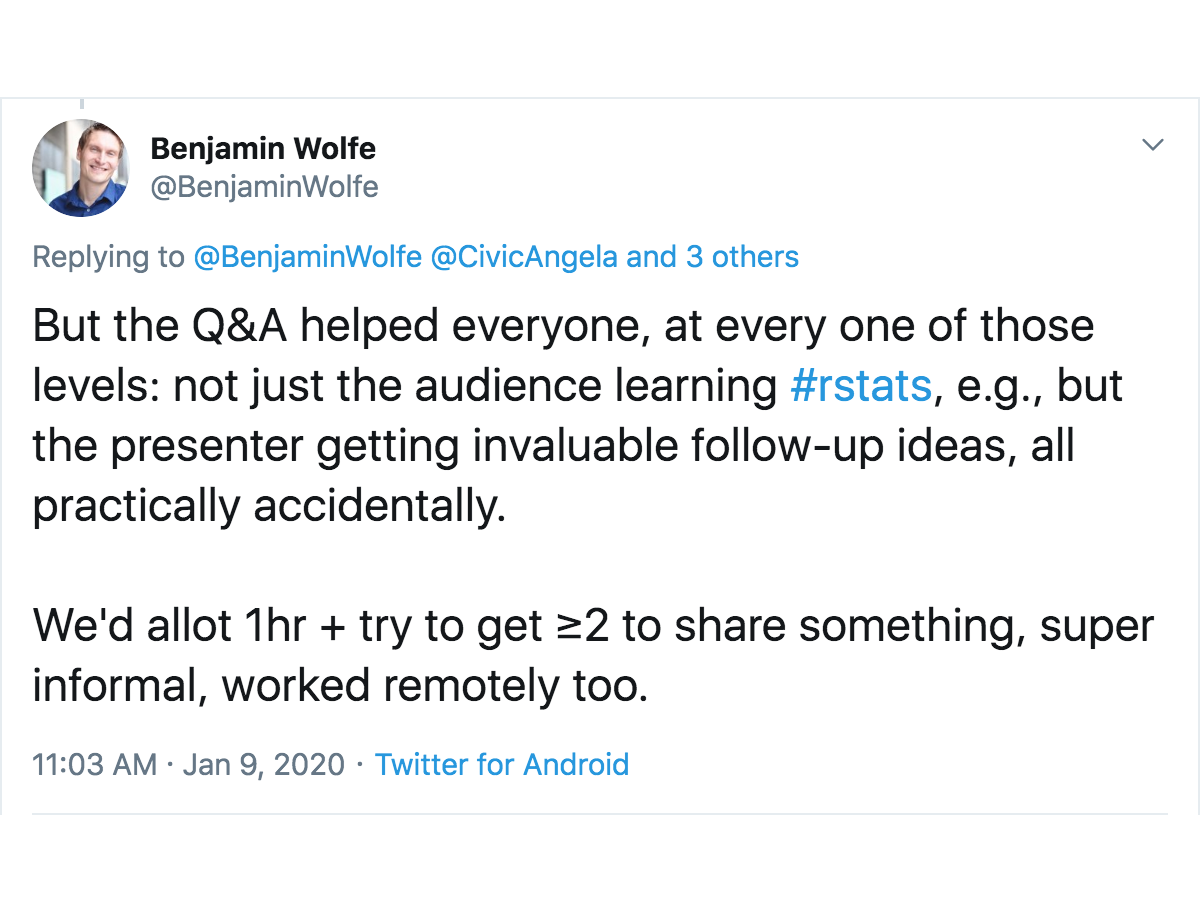 Benjamin Wolfe
@BenjaminWolfe
Replying to @BenjaminWolfe @CivicAngela and 3 others
But the Q&A helped everyone, at every one of those
levels: not just the audience learning #rstats, e.g., but
the presenter getting invaluable follow-up ideas, all
practically accidentally.
We'd allot 1hr + try to get ≥2 to share something, super
informal, worked remotely too.
11:03 AM · Jan 9, 2020 · Twitter for Android